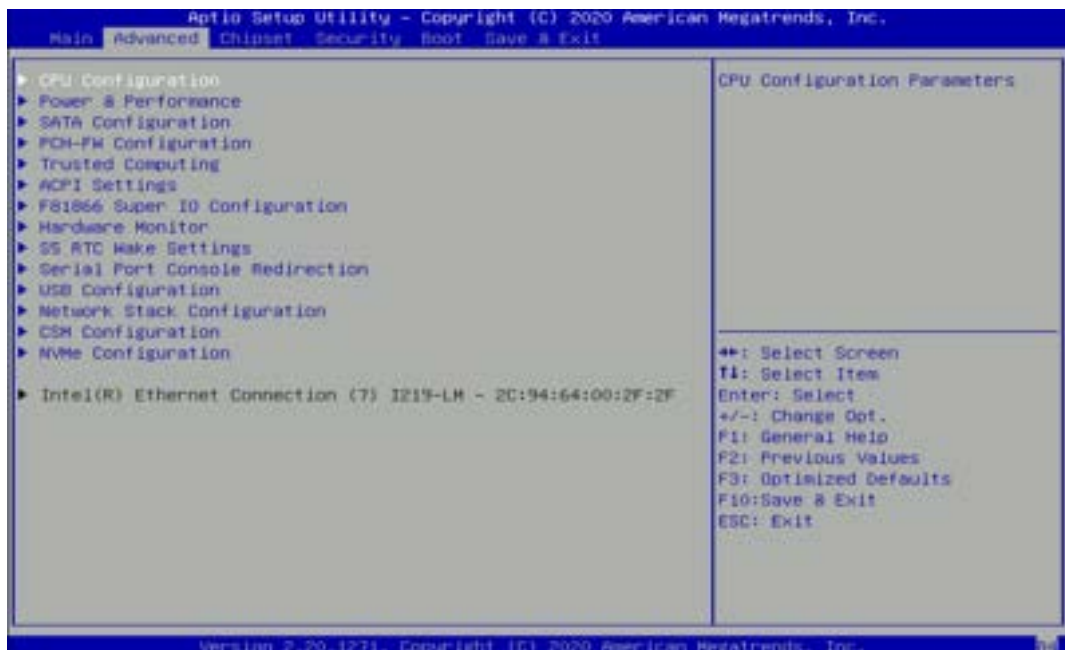 Aptio Setup Utility – Copyright (C) 2020 American Megatrends, Inc.
Main Advanced Chipset Security Boot Save & Exit
► CPU Configuration
► Power & Performance
► SATA Configuration
► PCH-FW Configuration
► Trusted Computing
► ACPI Settings
► F81866 Super IO Configuration
► Hardware Monitor
► S5 RTC Wake Settings
► Serial Port Console Redirection
► USB Configuration
► Network Stack Configuration
► CSM Configuration
► NVMe Configuration
► Intel(R) Ethernet Connection (7) I219-LM – 2C:94:64:00:2F:2F
CPU Configuration Parameters
→←: Select Screen
↑↓: Select Item
Enter: Select
+/-: Change Opt.
F1: General Help
F2: Previous Values
F3: Optimized Defaults
F10:Save & Exit
ESC: Exit
Version 2.20.1271. Copyright (C) 2020 American Megatrends, Inc.